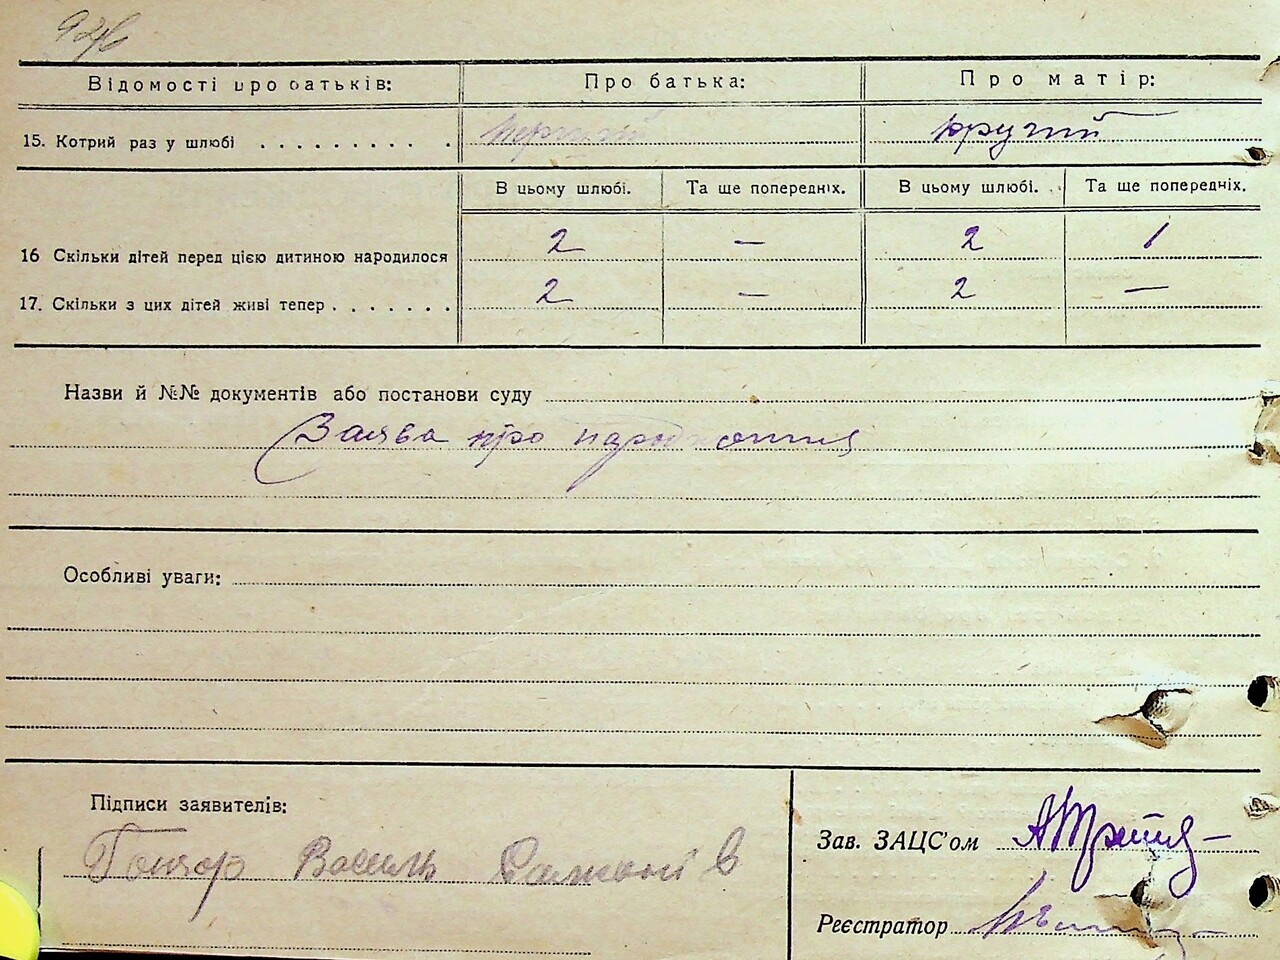 Відомості про батьків:
Про батька:
Про матір:
15. Котрий раз у шлюбі . . . . . . . . . .
перший
другий
В цьому шлюбі.
Та ще попередніх.
В цьому шлюбі.
Та ще попередніх.
16 Скільки дітей перед цією дитиною народилося
2
—
2
1
17. Скільки з цих дітей живі тепер . . . . . . .
2
—
2
—
Назви й №№ документів або постанови суду
Заява про народження
Особливі уваги:
Підписи заявителів:
Гончар Василь
Зав. ЗАЦС'ом
Реєстратор